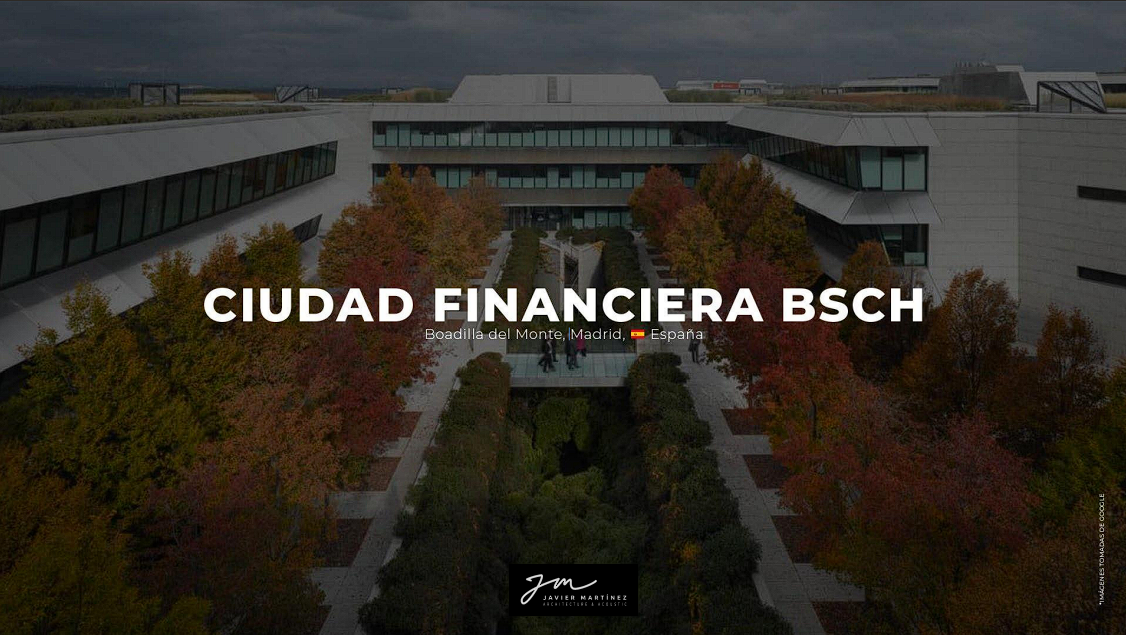 CIUDAD FINANCIERA BSCH
Boadilla del Monte, Madrid, 🇪🇸 España
*IMÁGENES TOMADAS DE GOOGLE
Jm
JAVIER MARTÍNEZ
ARCHITECTURE & ACOUSTIC